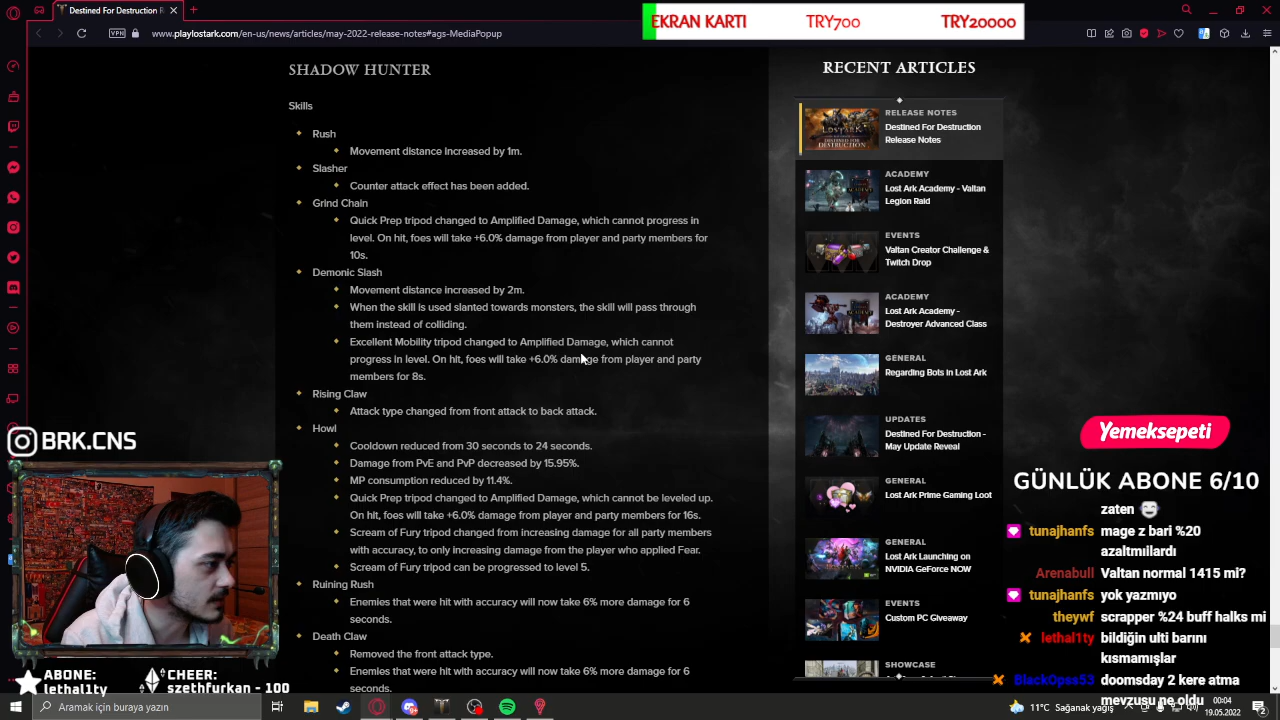 Destined For Destruction R
EKRAN KARTI TRY700 TRY20000
VPN www.playlostark.com/en-us/articles/may-2022-release-notes#ags-MediaPopup
SHADOW HUNTER
Skills
Rush
Movement distance increased by 1m.
Slasher
Counter attack effect has been added.
Grind Chain
Quick Prep tripod changed to Amplified Damage, which cannot progress in
level. On hit, foes will take +6.0% damage from player and party members for
10s.
Demonic Slash
Movement distance increased by 2m.
When the skill is used slanted towards monsters, the skill will pass through
them instead of colliding.
Excellent Mobility tripod changed to Amplified Damage, which cannot
progress in level. On hit, foes will take +6.0% damage from player and party
members for 8s.
Rising Claw
Attack type changed from front attack to back attack.
Howl
Cooldown reduced from 30 seconds to 24 seconds.
Damage from PvE and PvP decreased by 15.95%.
MP consumption reduced by 11.4%.
Quick Prep tripod changed to Amplified Damage, which cannot be leveled up.
On hit, foes will take +6.0% damage from player and party members for 16s.
Scream of Fury tripod changed from increasing damage for all party members
with accuracy, to only increasing damage from the player who applied Fear.
Scream of Fury tripod can be progressed to level 5.
Ruining Rush
Enemies that were hit with accuracy will now take 6% more damage for 6
seconds.
Death Claw
Removed the front attack type.
Enemies that were hit with accuracy will now take 6% more damage for 6
seconds.
RECENT ARTICLES
RELEASE NOTES
Destined For Destruction
Release Notes
ACADEMY
Lost Ark Academy - Valtan
Legion Raid
EVENTS
Valtan Creator Challenge &
Twitch Drop
ACADEMY
Lost Ark Academy -
Destroyer Advanced Class
GENERAL
Regarding Bots in Lost Ark
UPDATES
Destined For Destruction -
May Update Reveal
GENERAL
Lost Ark Prime Gaming Loot
GENERAL
Lost Ark Launching on
NVIDIA GeForce NOW
EVENTS
Custom PC Giveaway
SHOWCASE
BRK.CNS
ABONE:
lethal1ty
CHEER:
szethfurkan - 100
Yemeksepeti
GÜNLÜK ABONE 6/10
zaten
tunajhanfs mage z bari %20
azaltmılardı
Arenabull Valtan normal 1415 mi?
tunajhanfs yok yazmıyo
theywf scrapper %24 buff halks mi
lethal1ty bildiğin ulti barını
kısmamışlar
BlackOpss53 doomsday 2 kere atma
mevzusu ne oldu
Aramak için buraya yazın
11°C Sağanak
00:04
19.05.2022
2